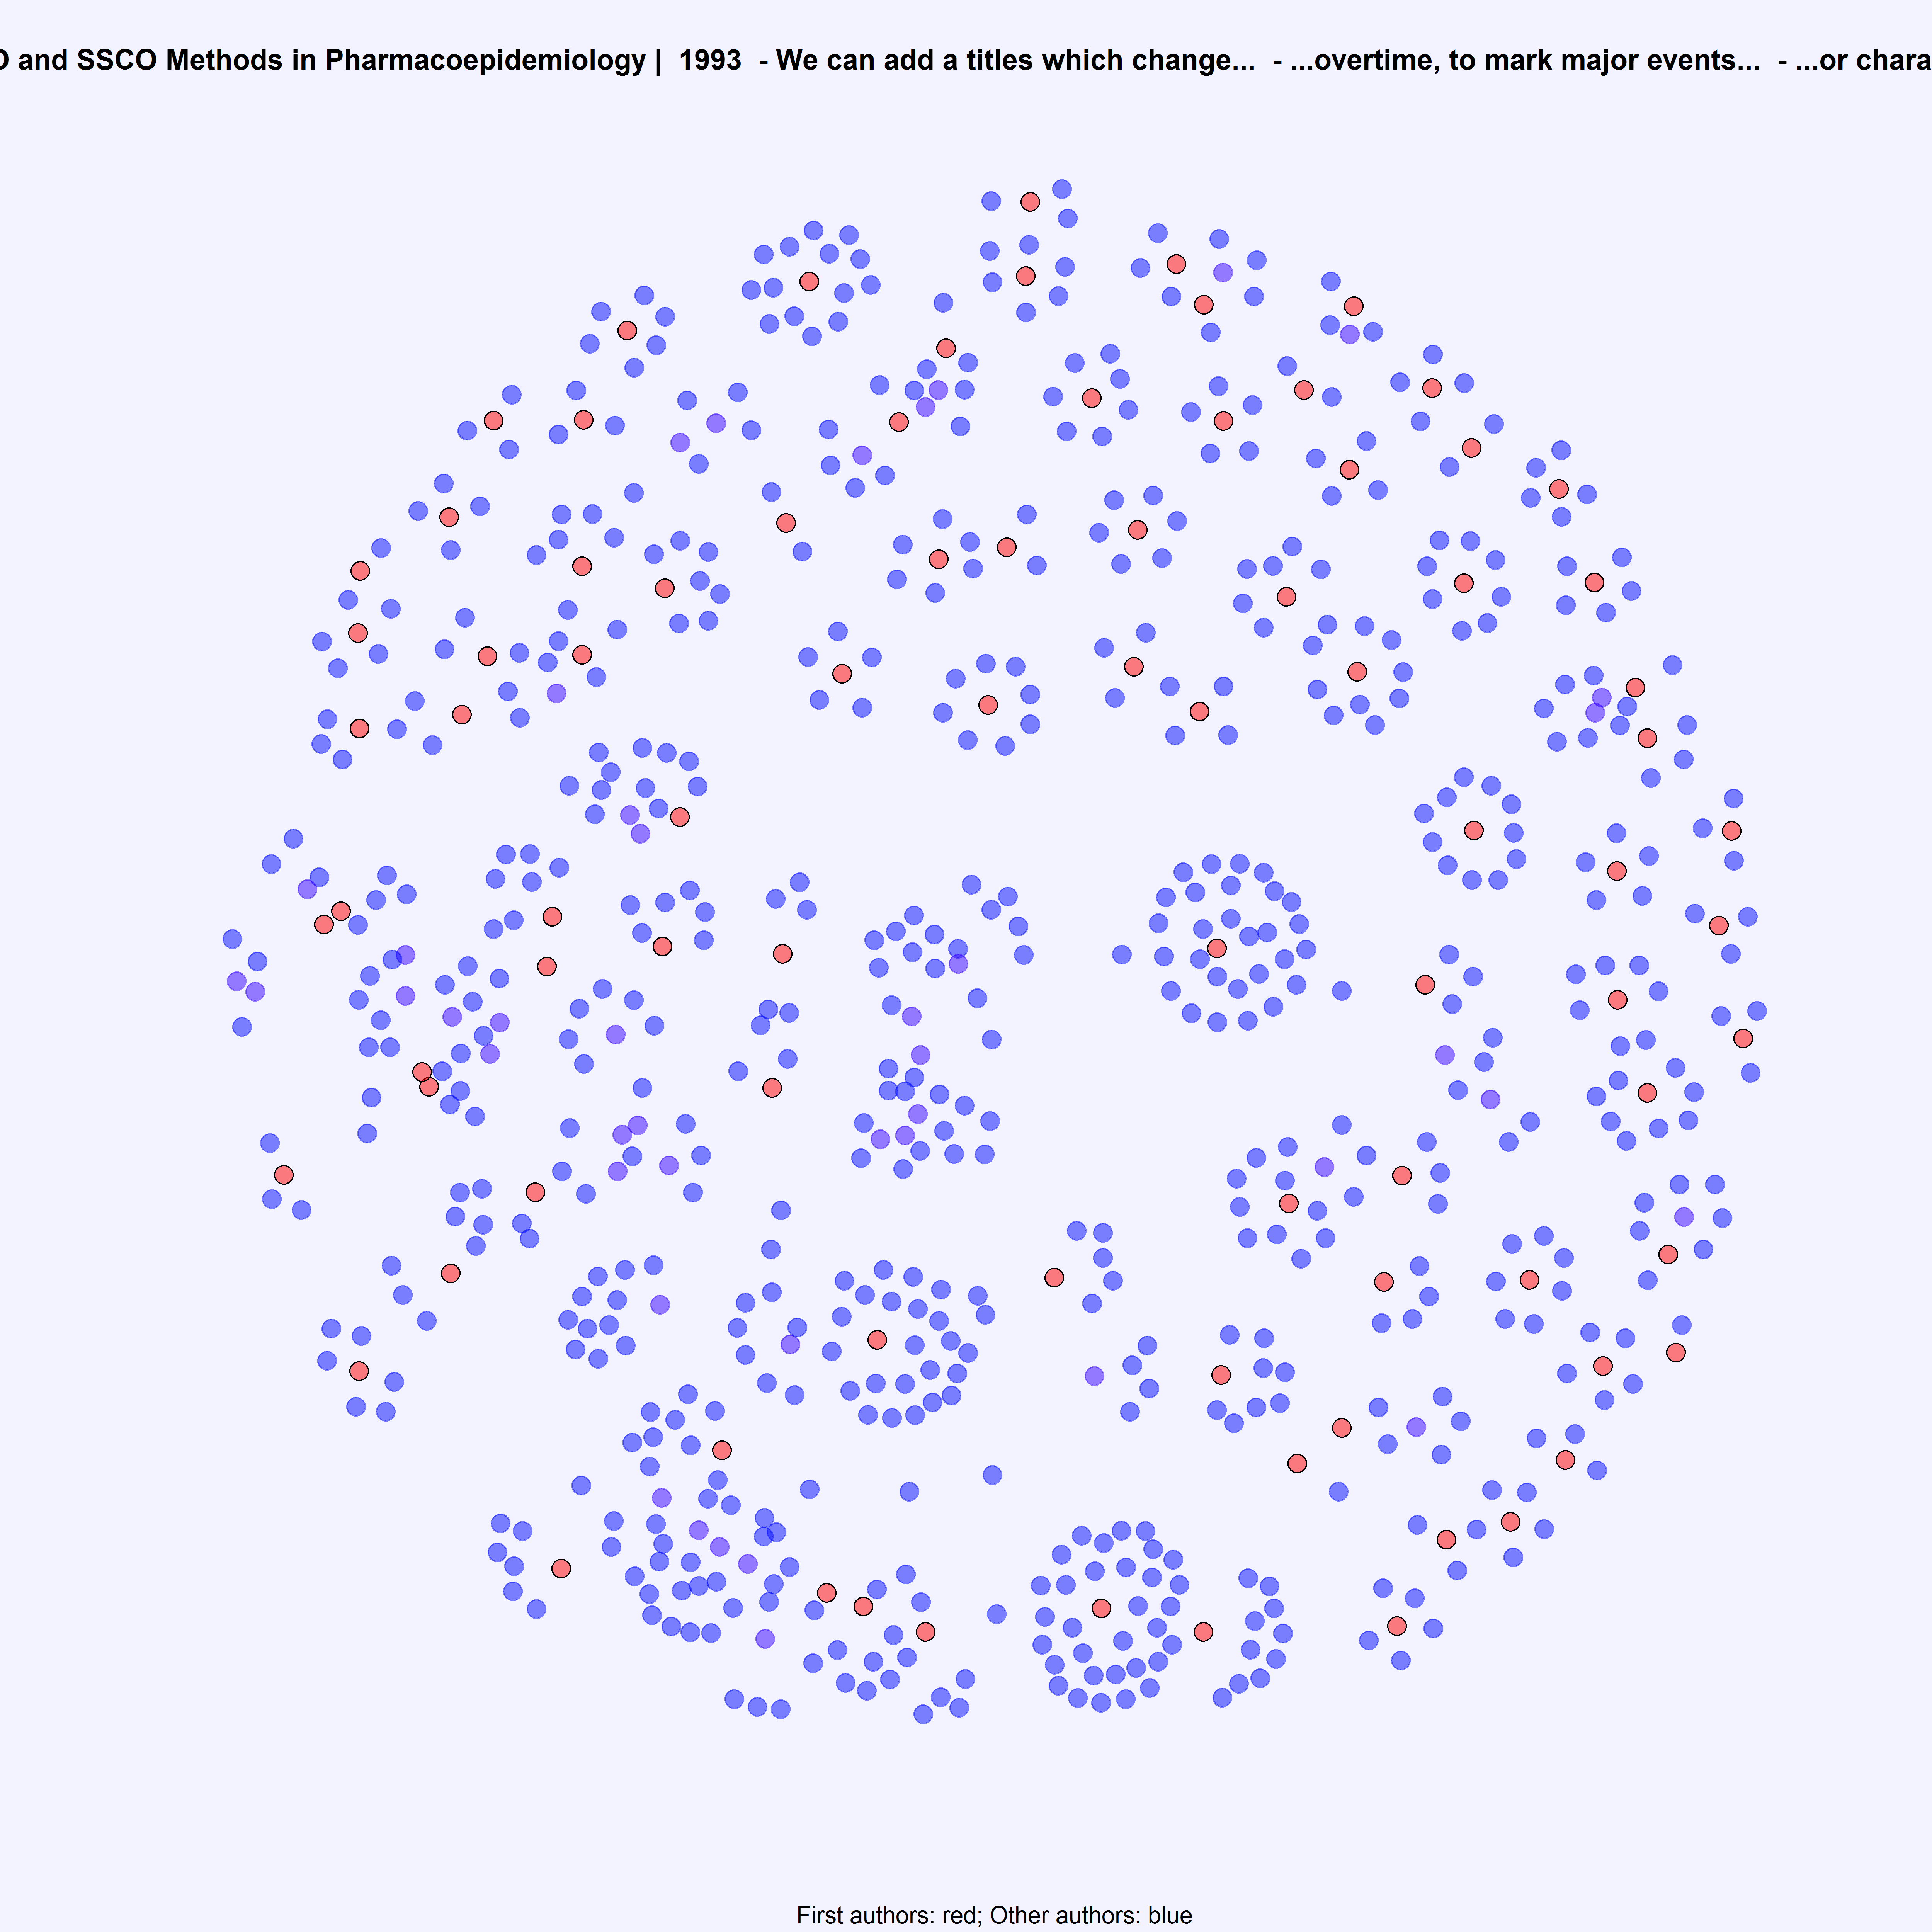 and SSCO Methods in Pharmacoepidemiology | 1993 - We can add a titles which change... - ...overtime, to mark major events... - ...or
First authors: red; Other authors: blue